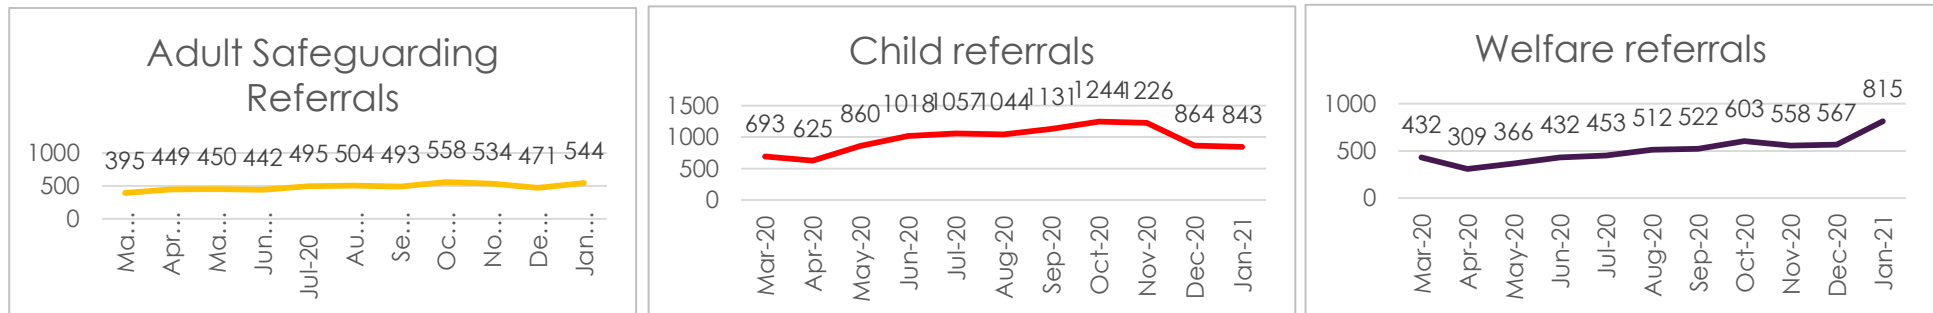 Adult Safeguarding
Referrals
1000
500
0
395 449 450 442 495 504 493 558 534 471 544
Ma...
Apr...
Ma...
Jun...
Jul-20
Au...
Se...
Oc...
No...
De...
Jan...
Child referrals
1500
1000
500
0
693 625 860 1018 1057 1044 1131 1244 1226 864 843
Mar-20
Apr-20
May-20
Jun-20
Jul-20
Aug-20
Sep-20
Oct-20
Nov-20
Dec-20
Jan-21
Welfare referrals
1000
500
0
432 309 366 432 453 512 522 603 558 567 815
Mar-20
Apr-20
May-20
Jun-20
Jul-20
Aug-20
Sep-20
Oct-20
Nov-20
Dec-20
Jan-21